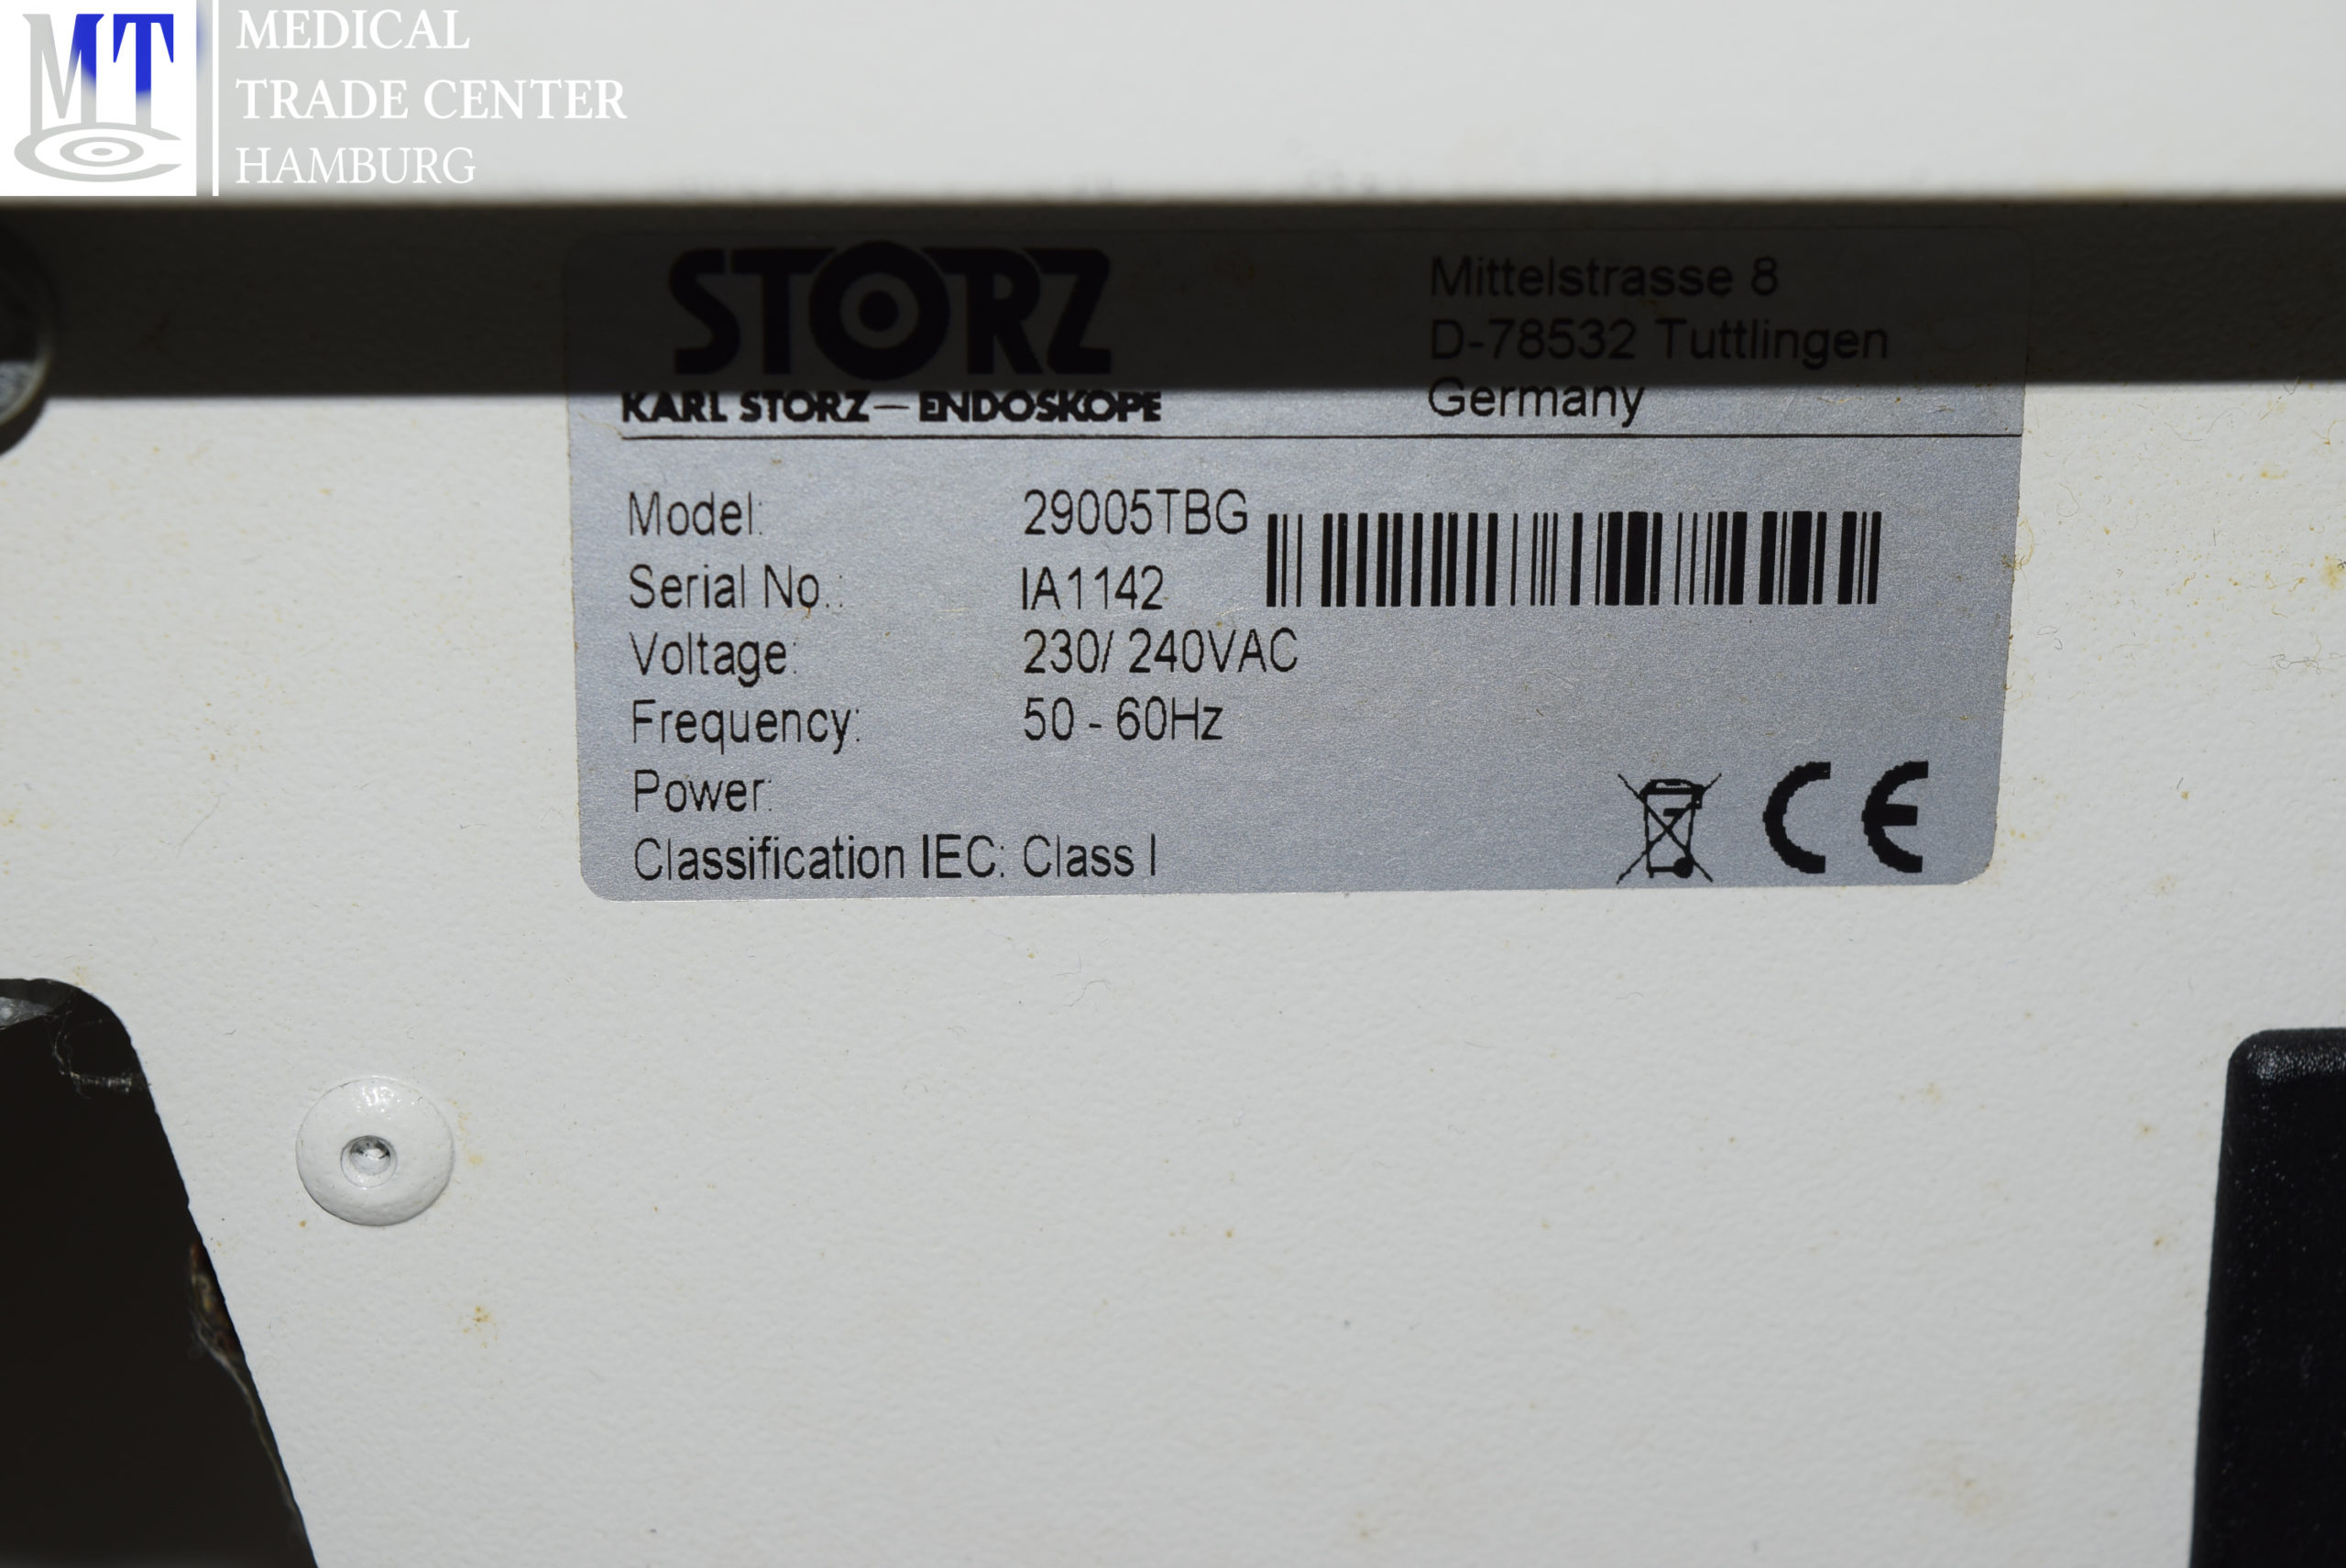 MTC
MEDICAL
TRADE CENTER
HAMBURG
STORZ
KARL STORZ—ENDOSKOPE
Mittelstrasse 8
D-78532 Tuttlingen
Germany
Model: 29005TBG
Serial No.: IA1142
Voltage: 230/ 240VAC
Frequency: 50 - 60Hz
Power:
Classification IEC: Class I
CE